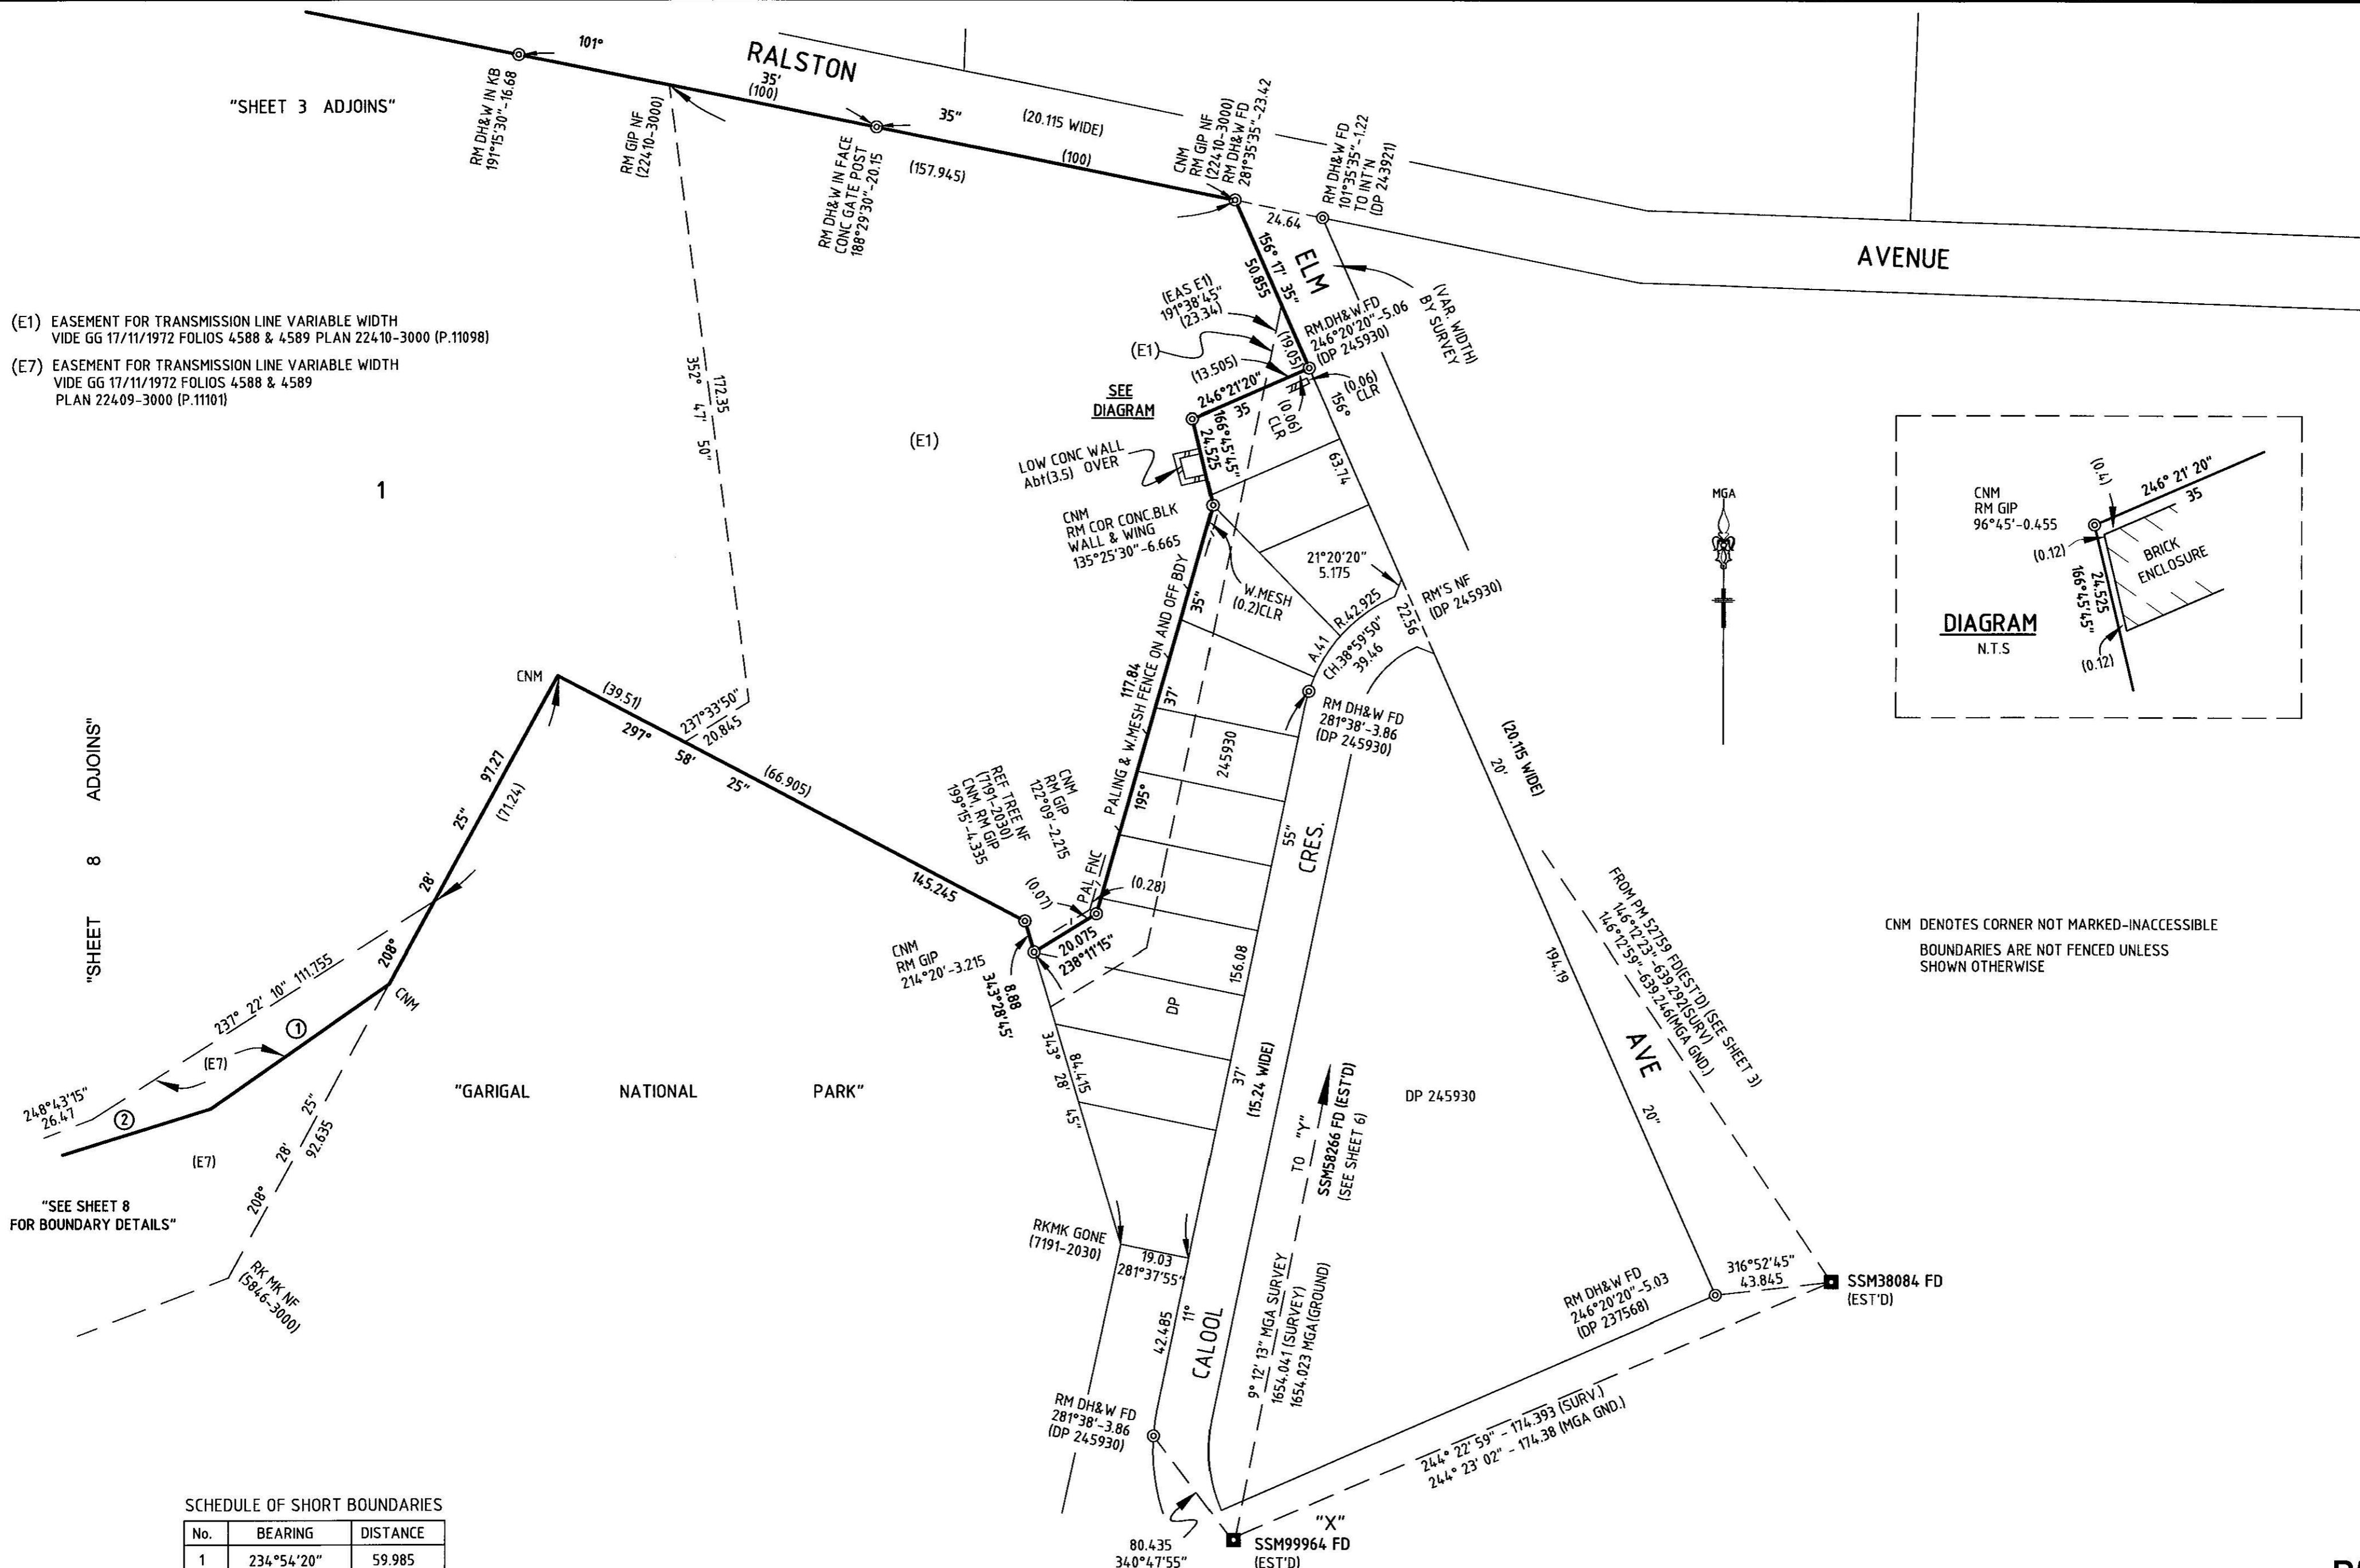 101°
RALSTON
35'
(100)
35"
(20.115 WIDE)
(100)
(157.945)
"SHEET 3 ADJOINS"
RM DH&W IN KB
191°15'30"-16.68
RM GIP NF
(22410-3000)
RM DH&W IN FACE
CONC GATE POST
188°29'30"-20.15
CNM
RM GIP NF
(22410-3000)
RM DH&W FD
281°35'35"-23.42
RM DH&W FD
101°35'35"-1.22
TO INT'N
(DP 243921)
24.64
AVENUE
ELM
156° 17' 35"
50.855
(19.05)
(VAR. WIDTH)
BY SURVEY
(EAS E1)
191°38'45"
(23.34)
(E1)
RM.DH&W.FD
246°20'20"-5.06
(DP 245930)
(13.505)
246°21'20"
35
(0.06)
CLR
(0.06)
CLR
156°
63.74
(E1) EASEMENT FOR TRANSMISSION LINE VARIABLE WIDTH
VIDE GG 17/11/1972 FOLIOS 4588 & 4589 PLAN 22410-3000 (P.11098)
(E7) EASEMENT FOR TRANSMISSION LINE VARIABLE WIDTH
VIDE GG 17/11/1972 FOLIOS 4588 & 4589
PLAN 22409-3000 (P.11101)
172.35
352° 47' 50"
SEE
DIAGRAM
(E1)
1
166°45'45"
24.525
LOW CONC WALL
Abt(3.5) OVER
CNM
RM COR CONC.BLK
WALL & WING
135°25'30"-6.665
W.MESH
(0.2)CLR
21°20'20"
5.175
RM'S NF
(DP 245930)
22.56
R.42.925
A.41
CH.38°59'50"
39.46
RM DH&W FD
281°38'-3.86
(DP 245930)
MGA
CNM
RM GIP
96°45'-0.455
(0.4)
246° 21' 20"
35
(0.12)
BRICK
ENCLOSURE
24.525
166°45'45"
(0.12)
DIAGRAM
N.T.S
PALING & W.MESH FENCE ON AND OFF BDY
35"
117.84
37'
195°
245930
CNM
(39.51)
237°33'50"
20.845
297°
58'
25"
(66.905)
145.245
97.27
(71.24)
25"
28'
208°
"SHEET 8 ADJOINS"
REF TREE NF
(7191-2030)
CNM, RM GIP
199°15'-4.335
CNM
RM GIP
122°09'-2.215
PAL FNC
(0.28)
(0.07)
20.075
238°11'15"
CNM
RM GIP
214°20'-3.215
8.88
343°28'45'
55"
CRES.
156.08
DP
(20.115 WIDE)
20'
194.19
AVE
20"
FROM PM 52759 FD(EST'D) (SEE SHEET 3)
146°12'23"-639.292(SURV)
146°12'59"-639.246(MGA GND.)
CNM DENOTES CORNER NOT MARKED-INACCESSIBLE
BOUNDARIES ARE NOT FENCED UNLESS
SHOWN OTHERWISE
237° 22' 10" 111.755
CNM
1
(E7)
248°43'15"
26.47
2
(E7)
"GARIGAL NATIONAL PARK"
25"
28'
92.635
208°
RK MK NF
(5846-3000)
"SEE SHEET 8
FOR BOUNDARY DETAILS"
84.415
343° 28' 45"
37'
(15.24 WIDE)
TO "Y"
SSM58266 FD (EST'D)
(SEE SHEET 6)
DP 245930
RKMK GONE
(7191-2030)
19.03
281°37'55"
11°
42.485
CALOOL
9° 12' 13" MGA SURVEY
1654.041 (SURVEY)
1654.023 MGA(GROUND)
RM DH&W FD
246°20'20"-5.03
(DP 237568)
316°52'45"
43.845
SSM38084 FD
(EST'D)
RM DH&W FD
281°38'-3.86
(DP 245930)
244° 22' 59" - 174.393 (SURV.)
244° 23' 02" - 174.38 (MGA GND.)
80.435
340°47'55"
"X"
SSM99964 FD
(EST'D)
SCHEDULE OF SHORT BOUNDARIES
No. BEARING DISTANCE
1 234°54'20" 59.985